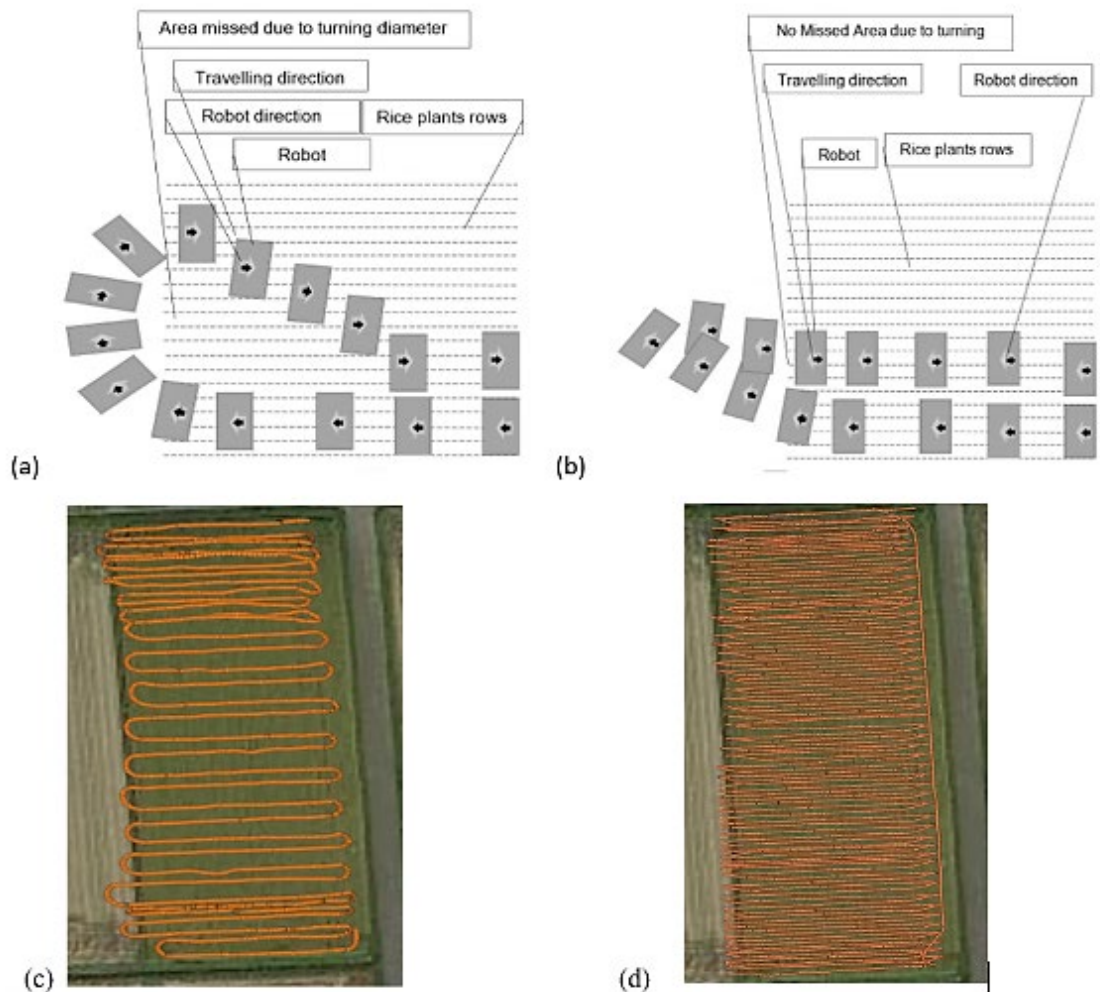 Area missed due to turning diameter
Travelling direction
Robot direction
Rice plants rows
Robot
(a)
No Missed Area due to turning
Travelling direction
Robot direction
Robot
Rice plants rows
(b)
(c)
(d)